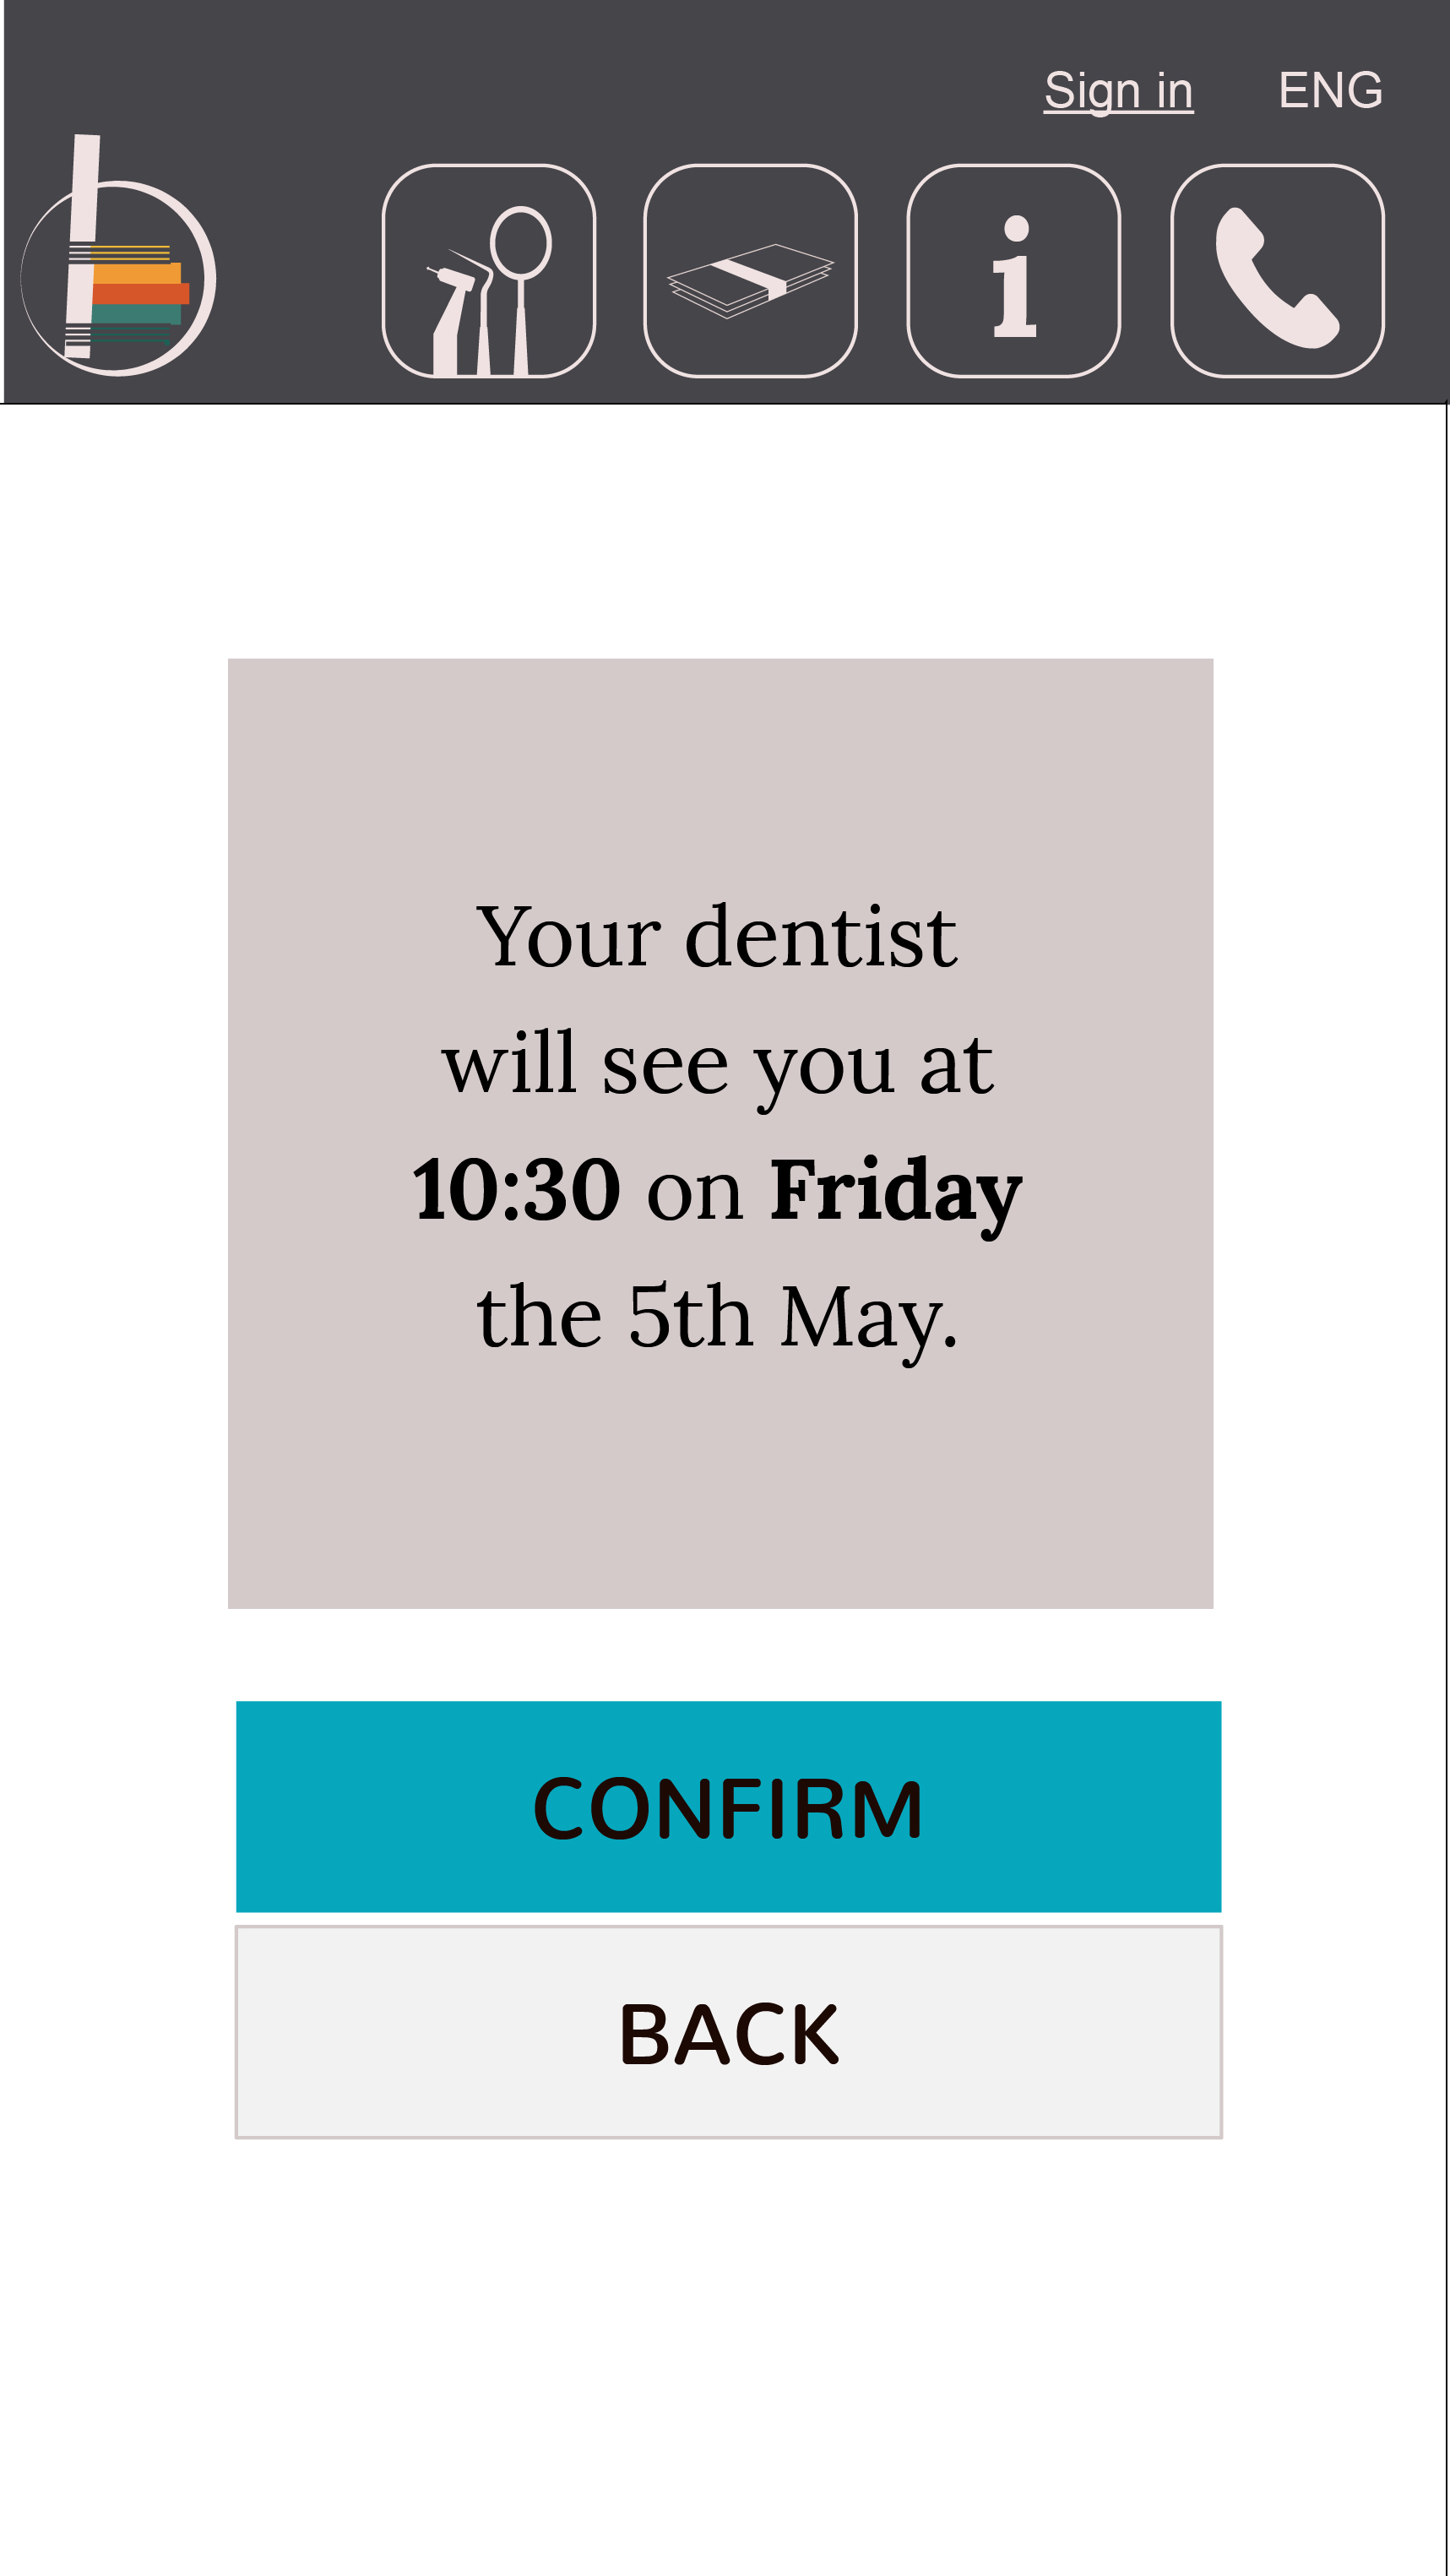 Sign in ENG
Your dentist
will see you at
10:30 on Friday
the 5th May.
CONFIRM
BACK